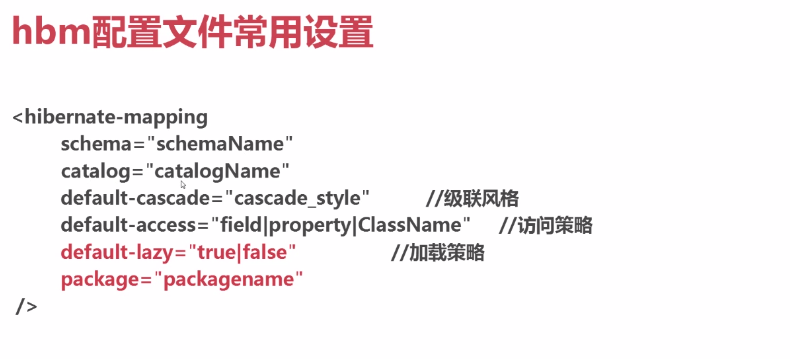 hbm配置文件常用设置
<hibernate-mapping
schema="schemaName"
catalog="catalogName"
default-cascade="cascade_style" //级联风格
default-access="field|property|ClassName" //访问策略
default-lazy="true|false" //加载策略
package="packagename"
/>